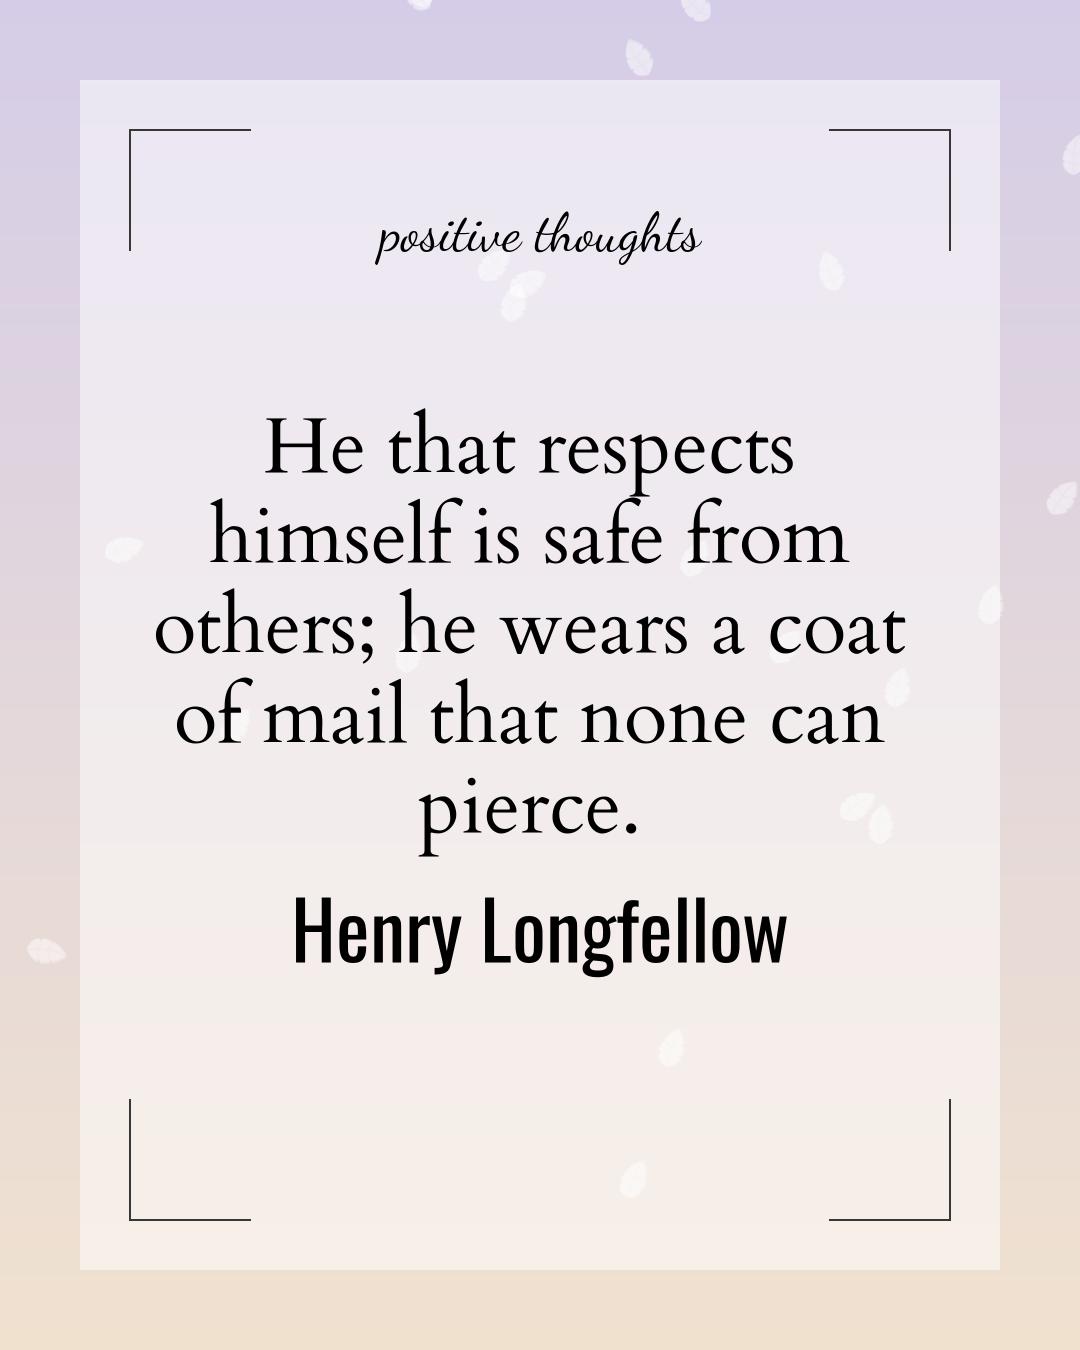 positive thoughts
He that respects
himself is safe from
others; he wears a coat
of mail that none can
pierce.
Henry Longfellow